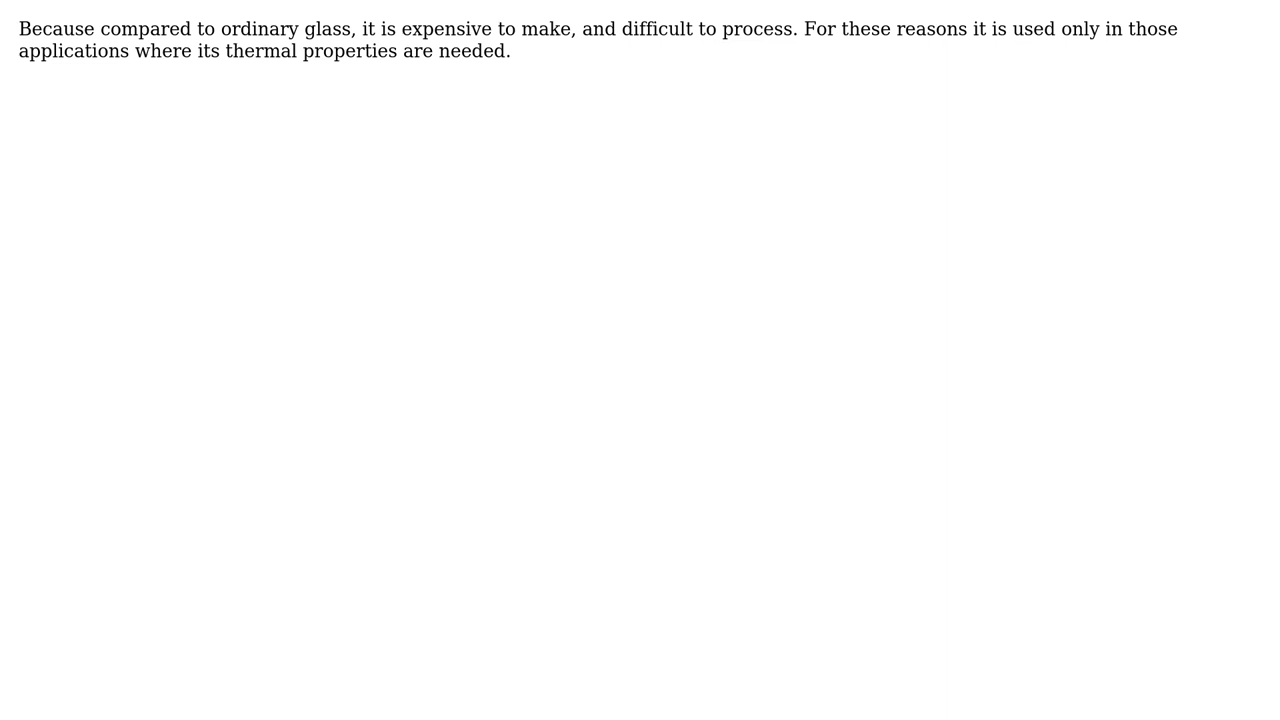 Because compared to ordinary glass, it is expensive to make, and difficult to process. For these reasons it is used only in those
applications where its thermal properties are needed.